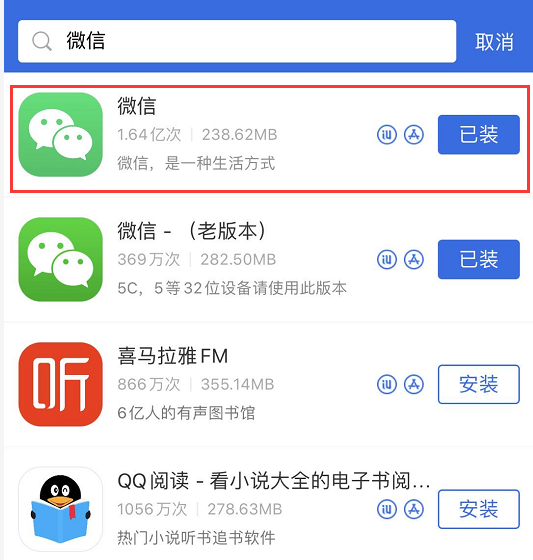 微信 取消
微信
1.64亿次 238.62MB
微信，是一种生活方式
已装
微信 - （老版本）
369万次 282.50MB
5C，5等32位设备请使用此版本
已装
听
喜马拉雅FM
866万次 355.14MB
6亿人的有声图书馆
安装
QQ阅读 - 看小说大全的电子书阅...
1056万次 278.63MB
热门小说听书追书软件
安装